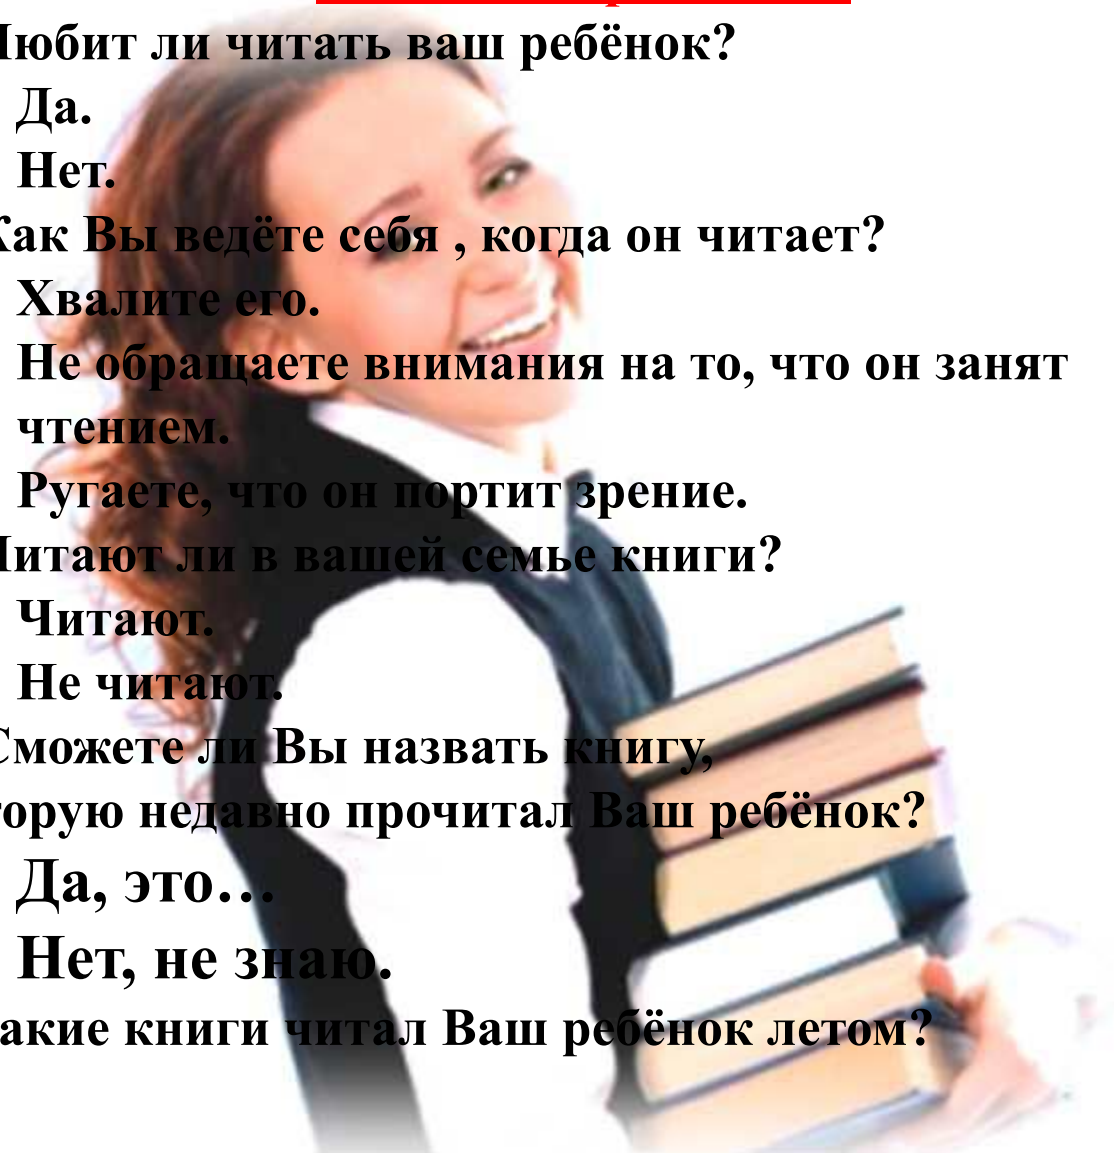 Любит ли читать ваш ребёнок?
Да.
Нет.
Как Вы ведёте себя , когда он читает?
Хвалите его.
Не обращаете внимания на то, что он занят
чтением.
Ругаете, что он портит зрение.
Читают ли в вашей семье книги?
Читают.
Не читают.
Сможете ли Вы назвать книгу,
торую недавно прочитал Ваш ребёнок?
Да, это…
Нет, не знаю.
акие книги читал Ваш ребёнок летом?